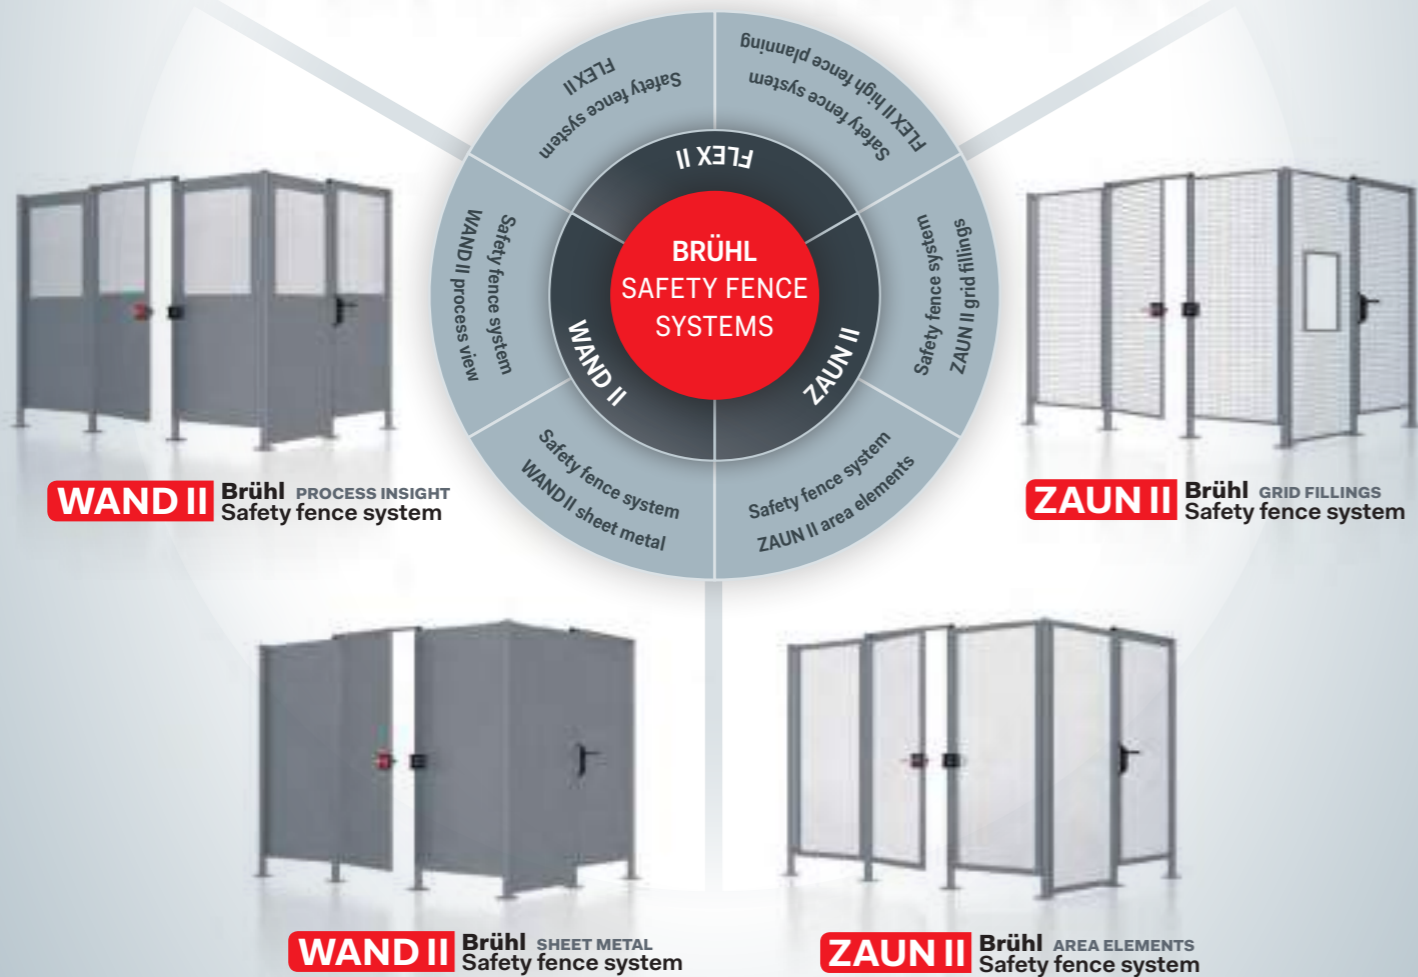 Safety fence system
FLEX II
Safety fence system
FLEX II high fence planning
FLEX II
BRÜHL
SAFETY FENCE
SYSTEMS
WAND II
ZAUN II
Safety fence system
WAND II process view
Safety fence system
ZAUN II grid fillings
Safety fence system
WAND II sheet metal
Safety fence system
ZAUN II area elements
WAND II Brühl PROCESS INSIGHT
Safety fence system
ZAUN II Brühl GRID FILLINGS
Safety fence system
WAND II Brühl SHEET METAL
Safety fence system
ZAUN II Brühl AREA ELEMENTS
Safety fence system